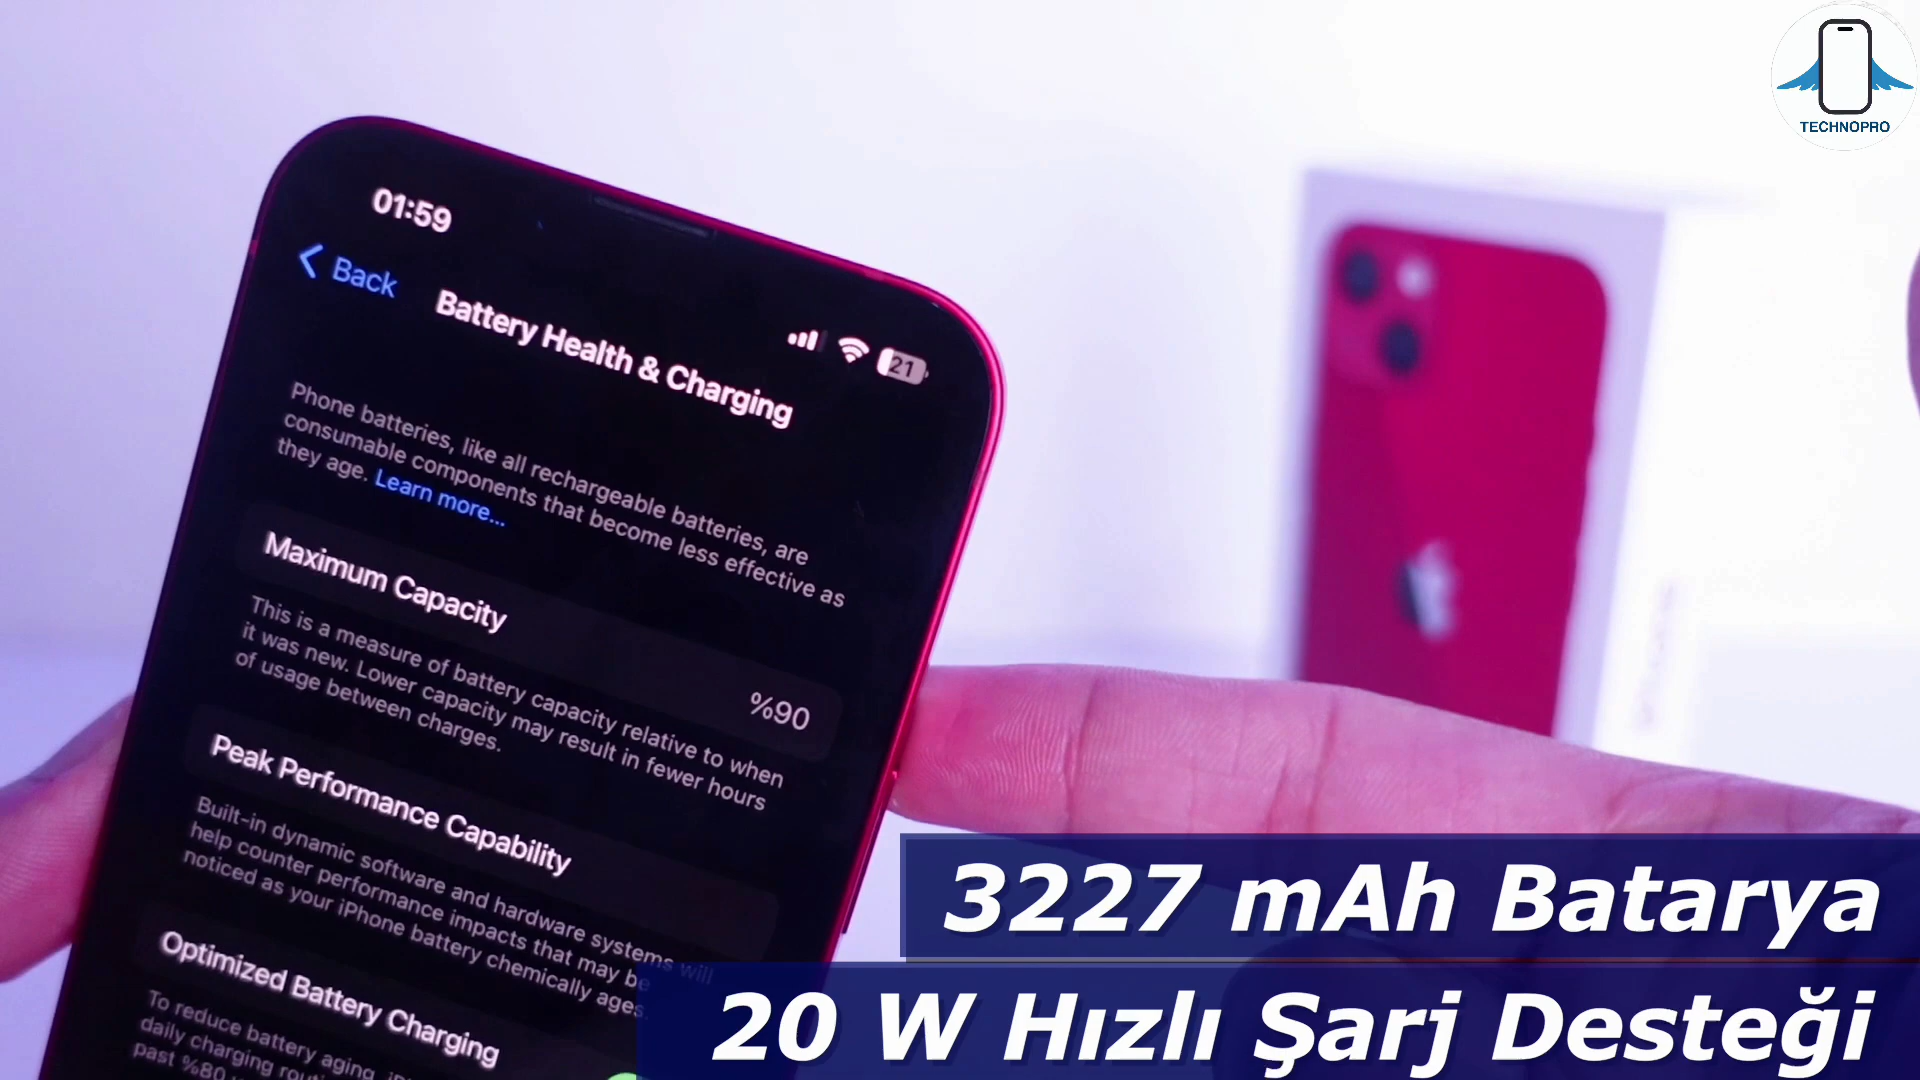 TECHNOPRO
01:59
21
Back
Battery Health & Charging
Phone batteries, like all rechargeable batteries, are
consumable components that become less effective as
they age. Learn more...
Maximum Capacity
%90
This is a measure of battery capacity relative to when
it was new. Lower capacity may result in fewer hours
of usage between charges.
Peak Performance Capability
Built-in dynamic software and hardware systems will
help counter performance impacts that may be
noticed as your iPhone battery chemically ages.
Optimized Battery Charging
To reduce battery aging,
daily charging
past %80
3227 mAh Batarya
20 W Hızlı Şarj Desteği